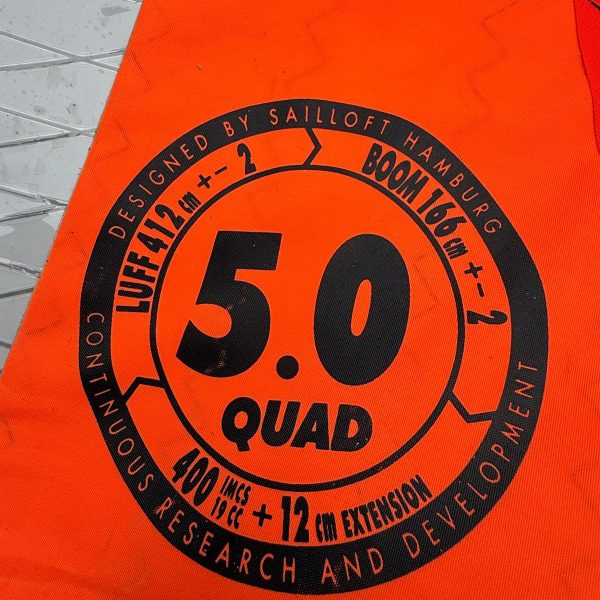 DESIGNED BY SAILLOFT HAMBURG
LUFF 412 cm +- 2
BOOM 166 cm +- 2
5.0
QUAD
400 IMCS 19 CC + 12 cm EXTENSION
CONTINUOUS RESEARCH AND DEVELOPMENT